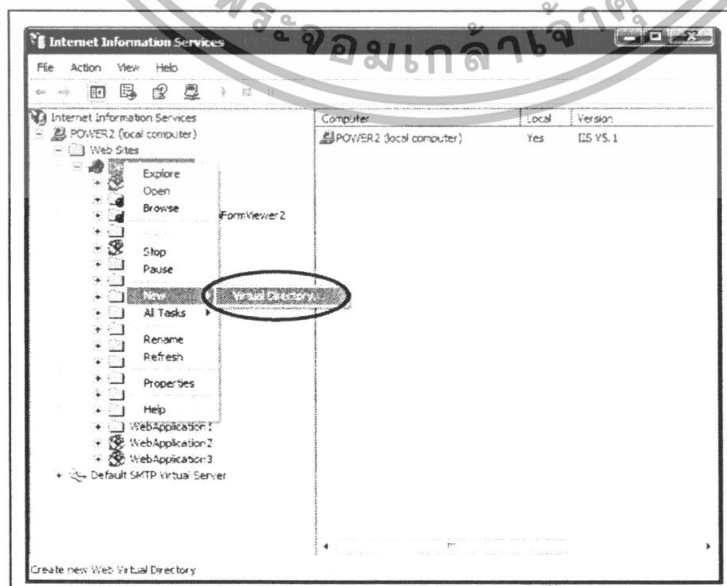 พระจอมเกล้าเจ้าคุ
Internet Information Services
File Action View Help
Internet Information Services
POWER2 (local computer)
Web Sites
Explore
Open
Browse
FormViewer2
Stop
Pause
New
Virtual Directory...
All Tasks
Rename
Refresh
Properties
Help
WebApplication1
WebApplication2
WebApplication3
Default SMTP Virtual Server
Computer Local Version
POWER2 (local computer) Yes IIS V5.1
Create new Web Virtual Directory